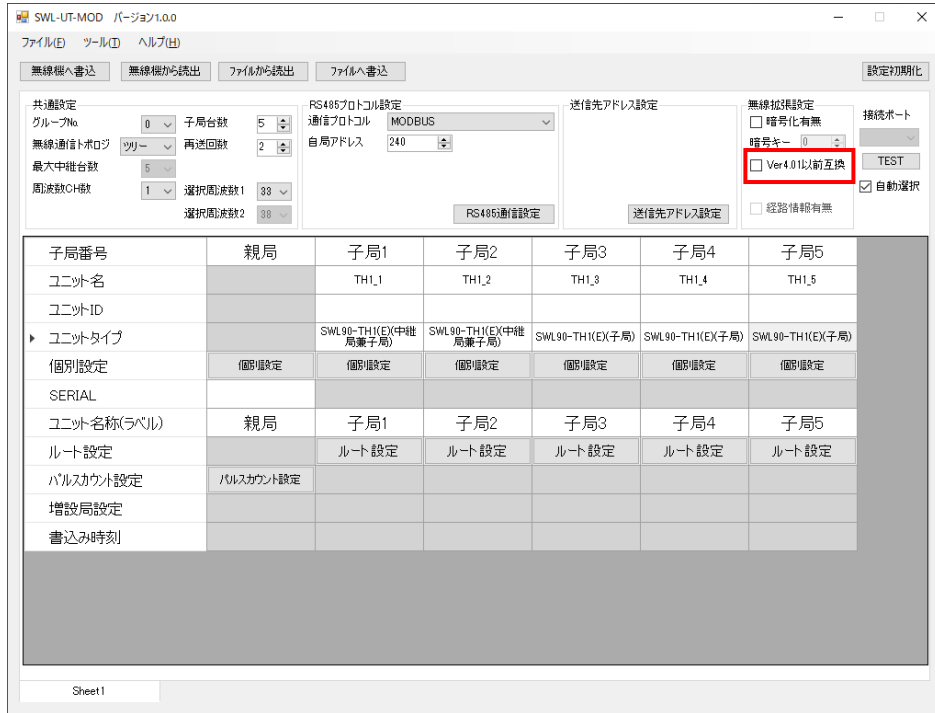 SWL-UT-MOD バージョン1.0.0
ファイル(F) ツール(T) ヘルプ(H)
無線機へ書込 無線機から読出 ファイルから読出 ファイルへ書込 設定初期化
共通設定 RS485プロトコル設定 送信先アドレス設定 無線拡張設定
グループNo. 0 子局台数 5 通信プロトコル MODBUS 暗号化有無 接続ポート
無線通信トポロジ ツリー 再送回数 2 自局アドレス 240 暗号キー 0
最大中継台数 5 Ver4.01以前互換 TEST
周波数CH数 1 選択周波数1 33 自動選択
選択周波数2 38 RS485通信設定 送信先アドレス設定 経路情報有無
子局番号 親局 子局1 子局2 子局3 子局4 子局5
ユニット名 TH1_1 TH1_2 TH1_3 TH1_4 TH1_5
ユニットID
ユニットタイプ SWL90-TH1(E)(中継局兼子局) SWL90-TH1(E)(中継局兼子局) SWL90-TH1(E)(子局) SWL90-TH1(E)(子局) SWL90-TH1(E)(子局)
個別設定 個別設定 個別設定 個別設定 個別設定 個別設定 個別設定
SERIAL
ユニット名称(ラベル) 親局 子局1 子局2 子局3 子局4 子局5
ルート設定 ルート設定 ルート設定 ルート設定 ルート設定 ルート設定
パルスカウント設定 パルスカウント設定
増設局設定
書込み時刻
Sheet1